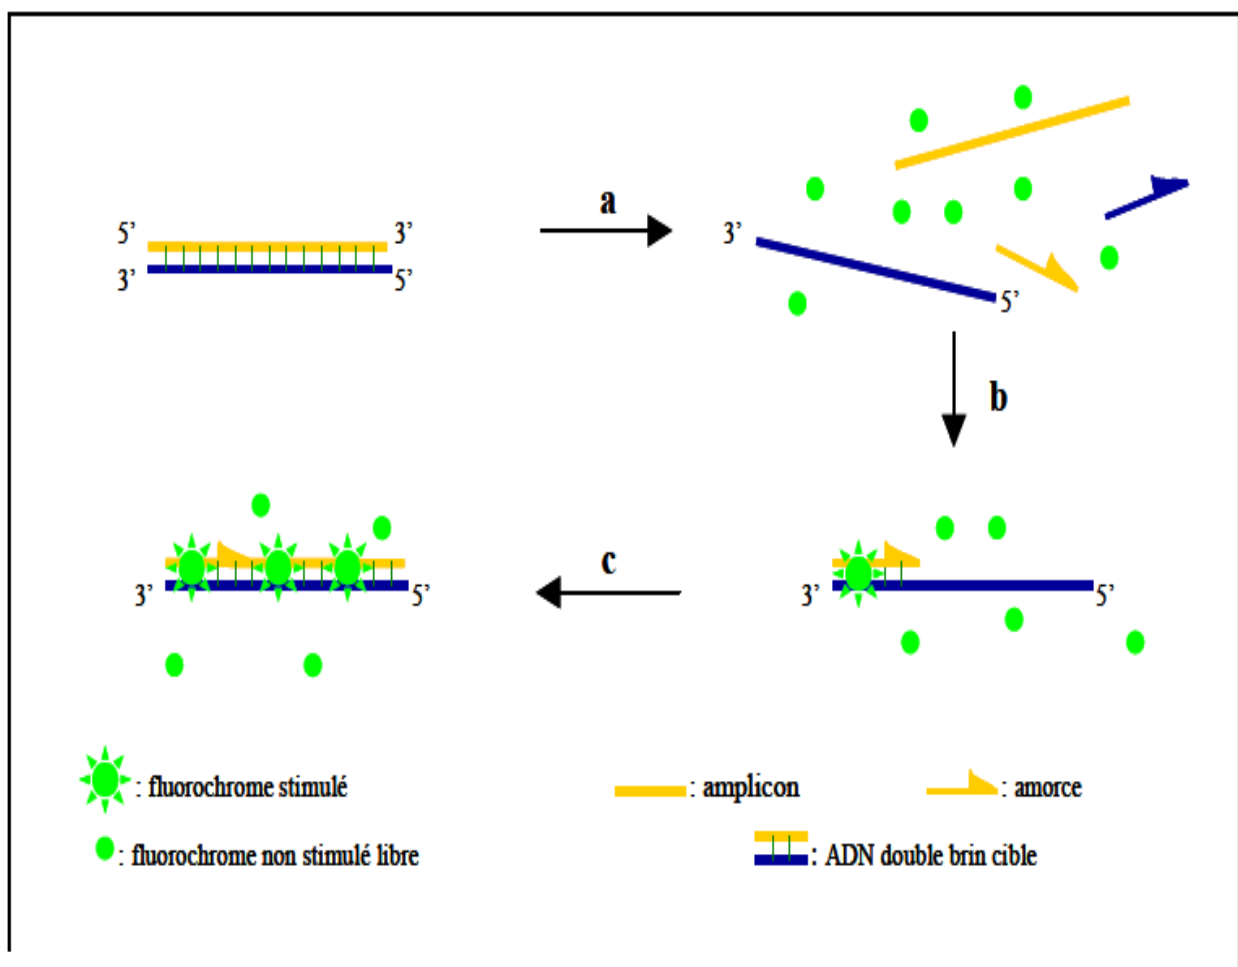 a
5’ 3’
3’ 5’
3’
5’
b
c
3’ 5’
3’ 5’
: fluorochrome stimulé
: amplicon
: amorce
: fluorochrome non stimulé libre
: ADN double brin cible